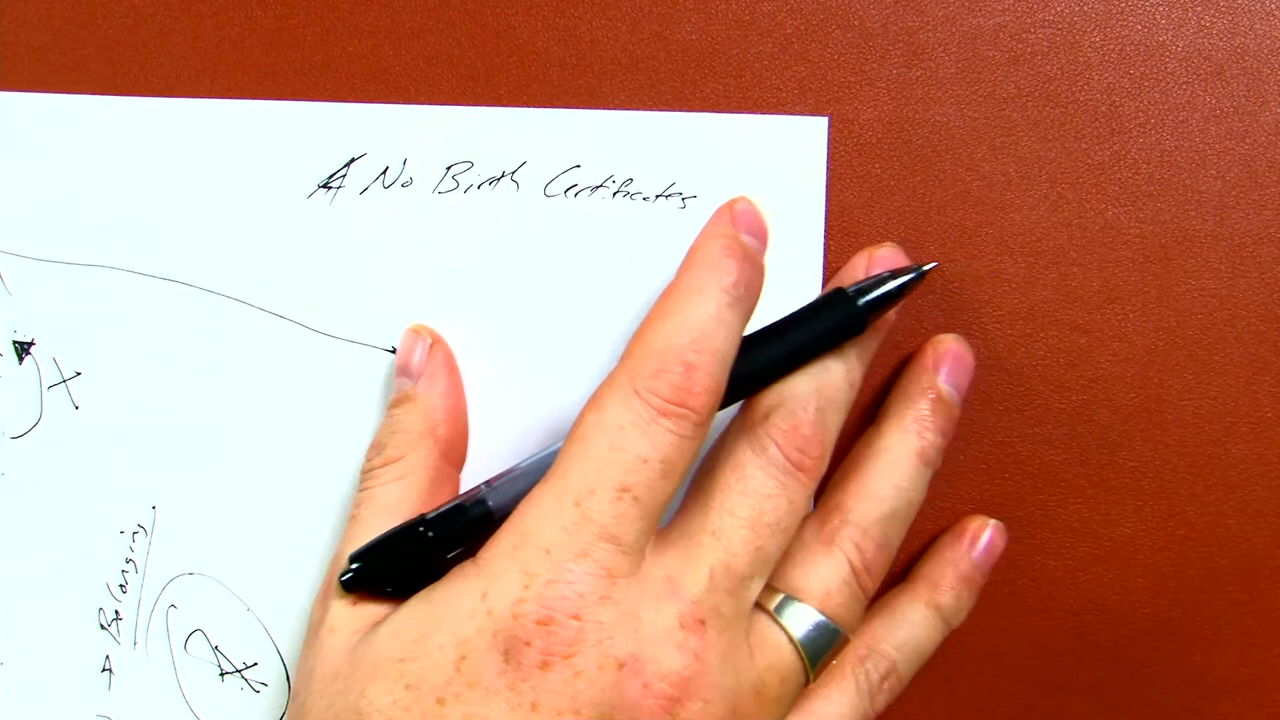 No Birth Certificates
X
→ Belonging